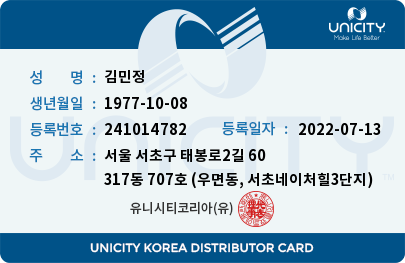 UNICITY
Make Life Better
성 명 : 김민정
생년월일 : 1977-10-08
등록번호 : 241014782 등록일자 : 2022-07-13
주 소 : 서울 서초구 태봉로2길 60
317동 707호 (우면동, 서초네이처힐3단지)
유니시티코리아(유)
UNICITY
UNICITY KOREA DISTRIBUTOR CARD